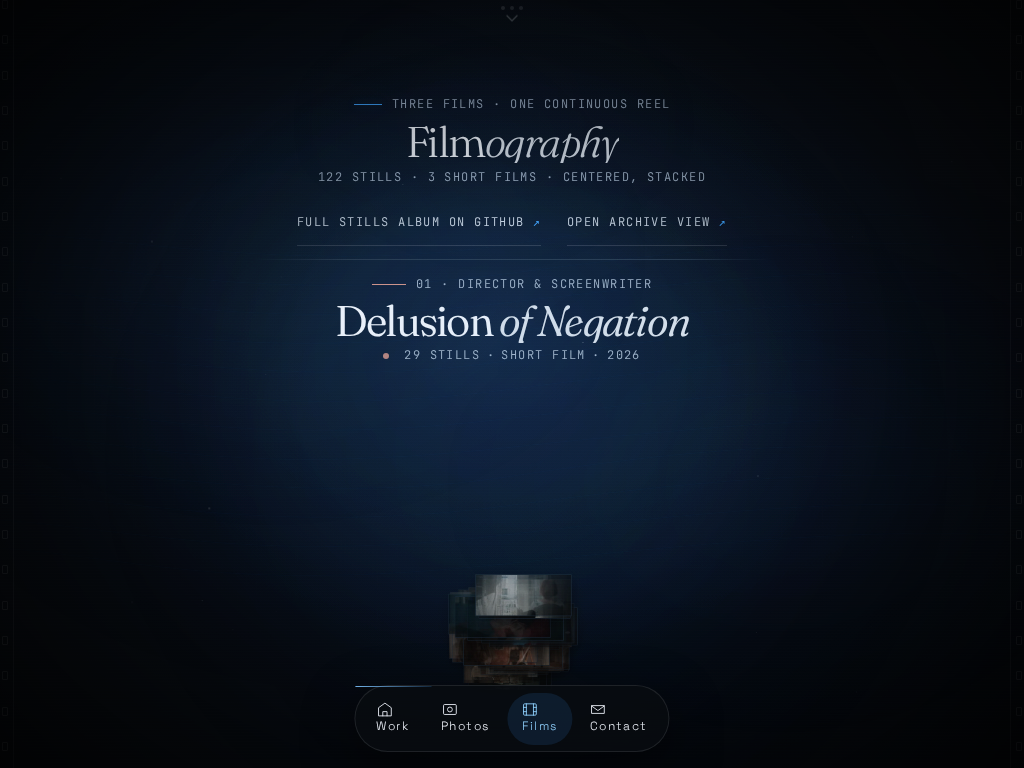 THREE FILMS · ONE CONTINUOUS REEL
Filmography
122 STILLS · 3 SHORT FILMS · CENTERED, STACKED
FULL STILLS ALBUM ON GITHUB ↗ OPEN ARCHIVE VIEW ↗
01 · DIRECTOR & SCREENWRITER
Delusion of Negation
29 STILLS · SHORT FILM · 2026
Work Photos Films Contact